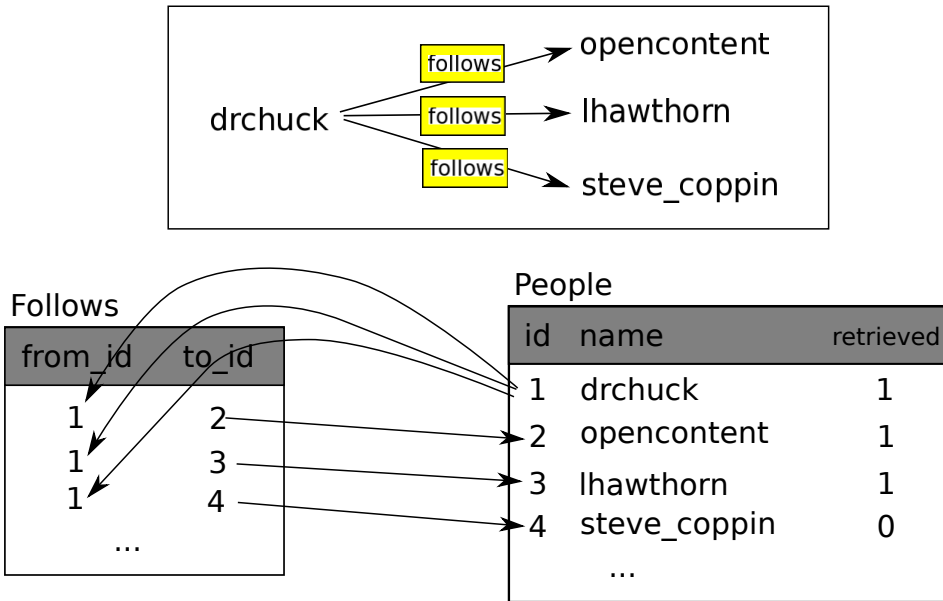 follows
opencontent
drchuck
follows
lhawthorn
follows
steve_coppin
Follows
from_id to_id
1 2
1 3
1 4
...
People
id name retrieved
1 drchuck 1
2 opencontent 1
3 lhawthorn 1
4 steve_coppin 0
...